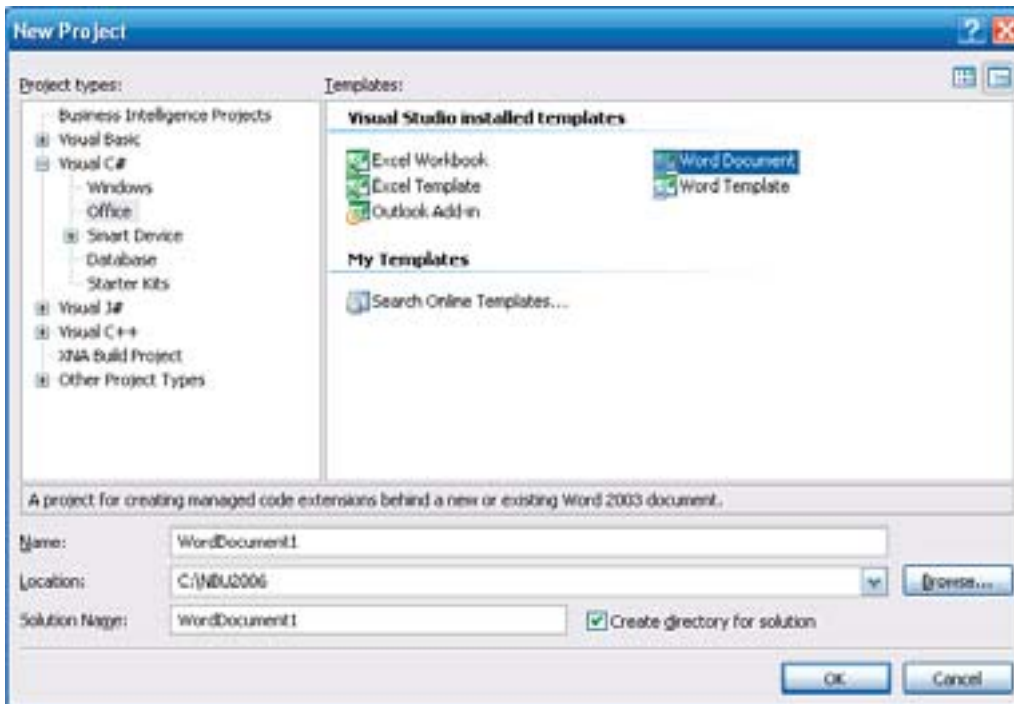 New Project
Project types:
Templates:
Business Intelligence Projects
Visual Basic
Visual C#
Windows
Office
Smart Device
Database
Starter Kits
Visual J#
Visual C++
XNA Build Project
Other Project Types
Visual Studio installed templates
Excel Workbook
Word Document
Excel Template
Word Template
Outlook Add-in
My Templates
Search Online Templates...
A project for creating managed code extensions behind a new or existing Word 2003 document.
Name:
WordDocument1
Location:
C:\NBU2006
Browse...
Solution Name:
WordDocument1
Create directory for solution
OK
Cancel